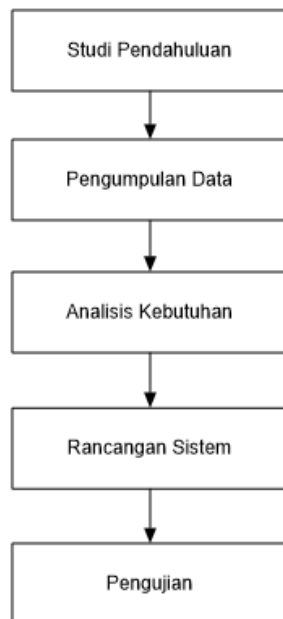 Studi Pendahuluan
Pengumpulan Data
Analisis Kebutuhan
Rancangan Sistem
Pengujian